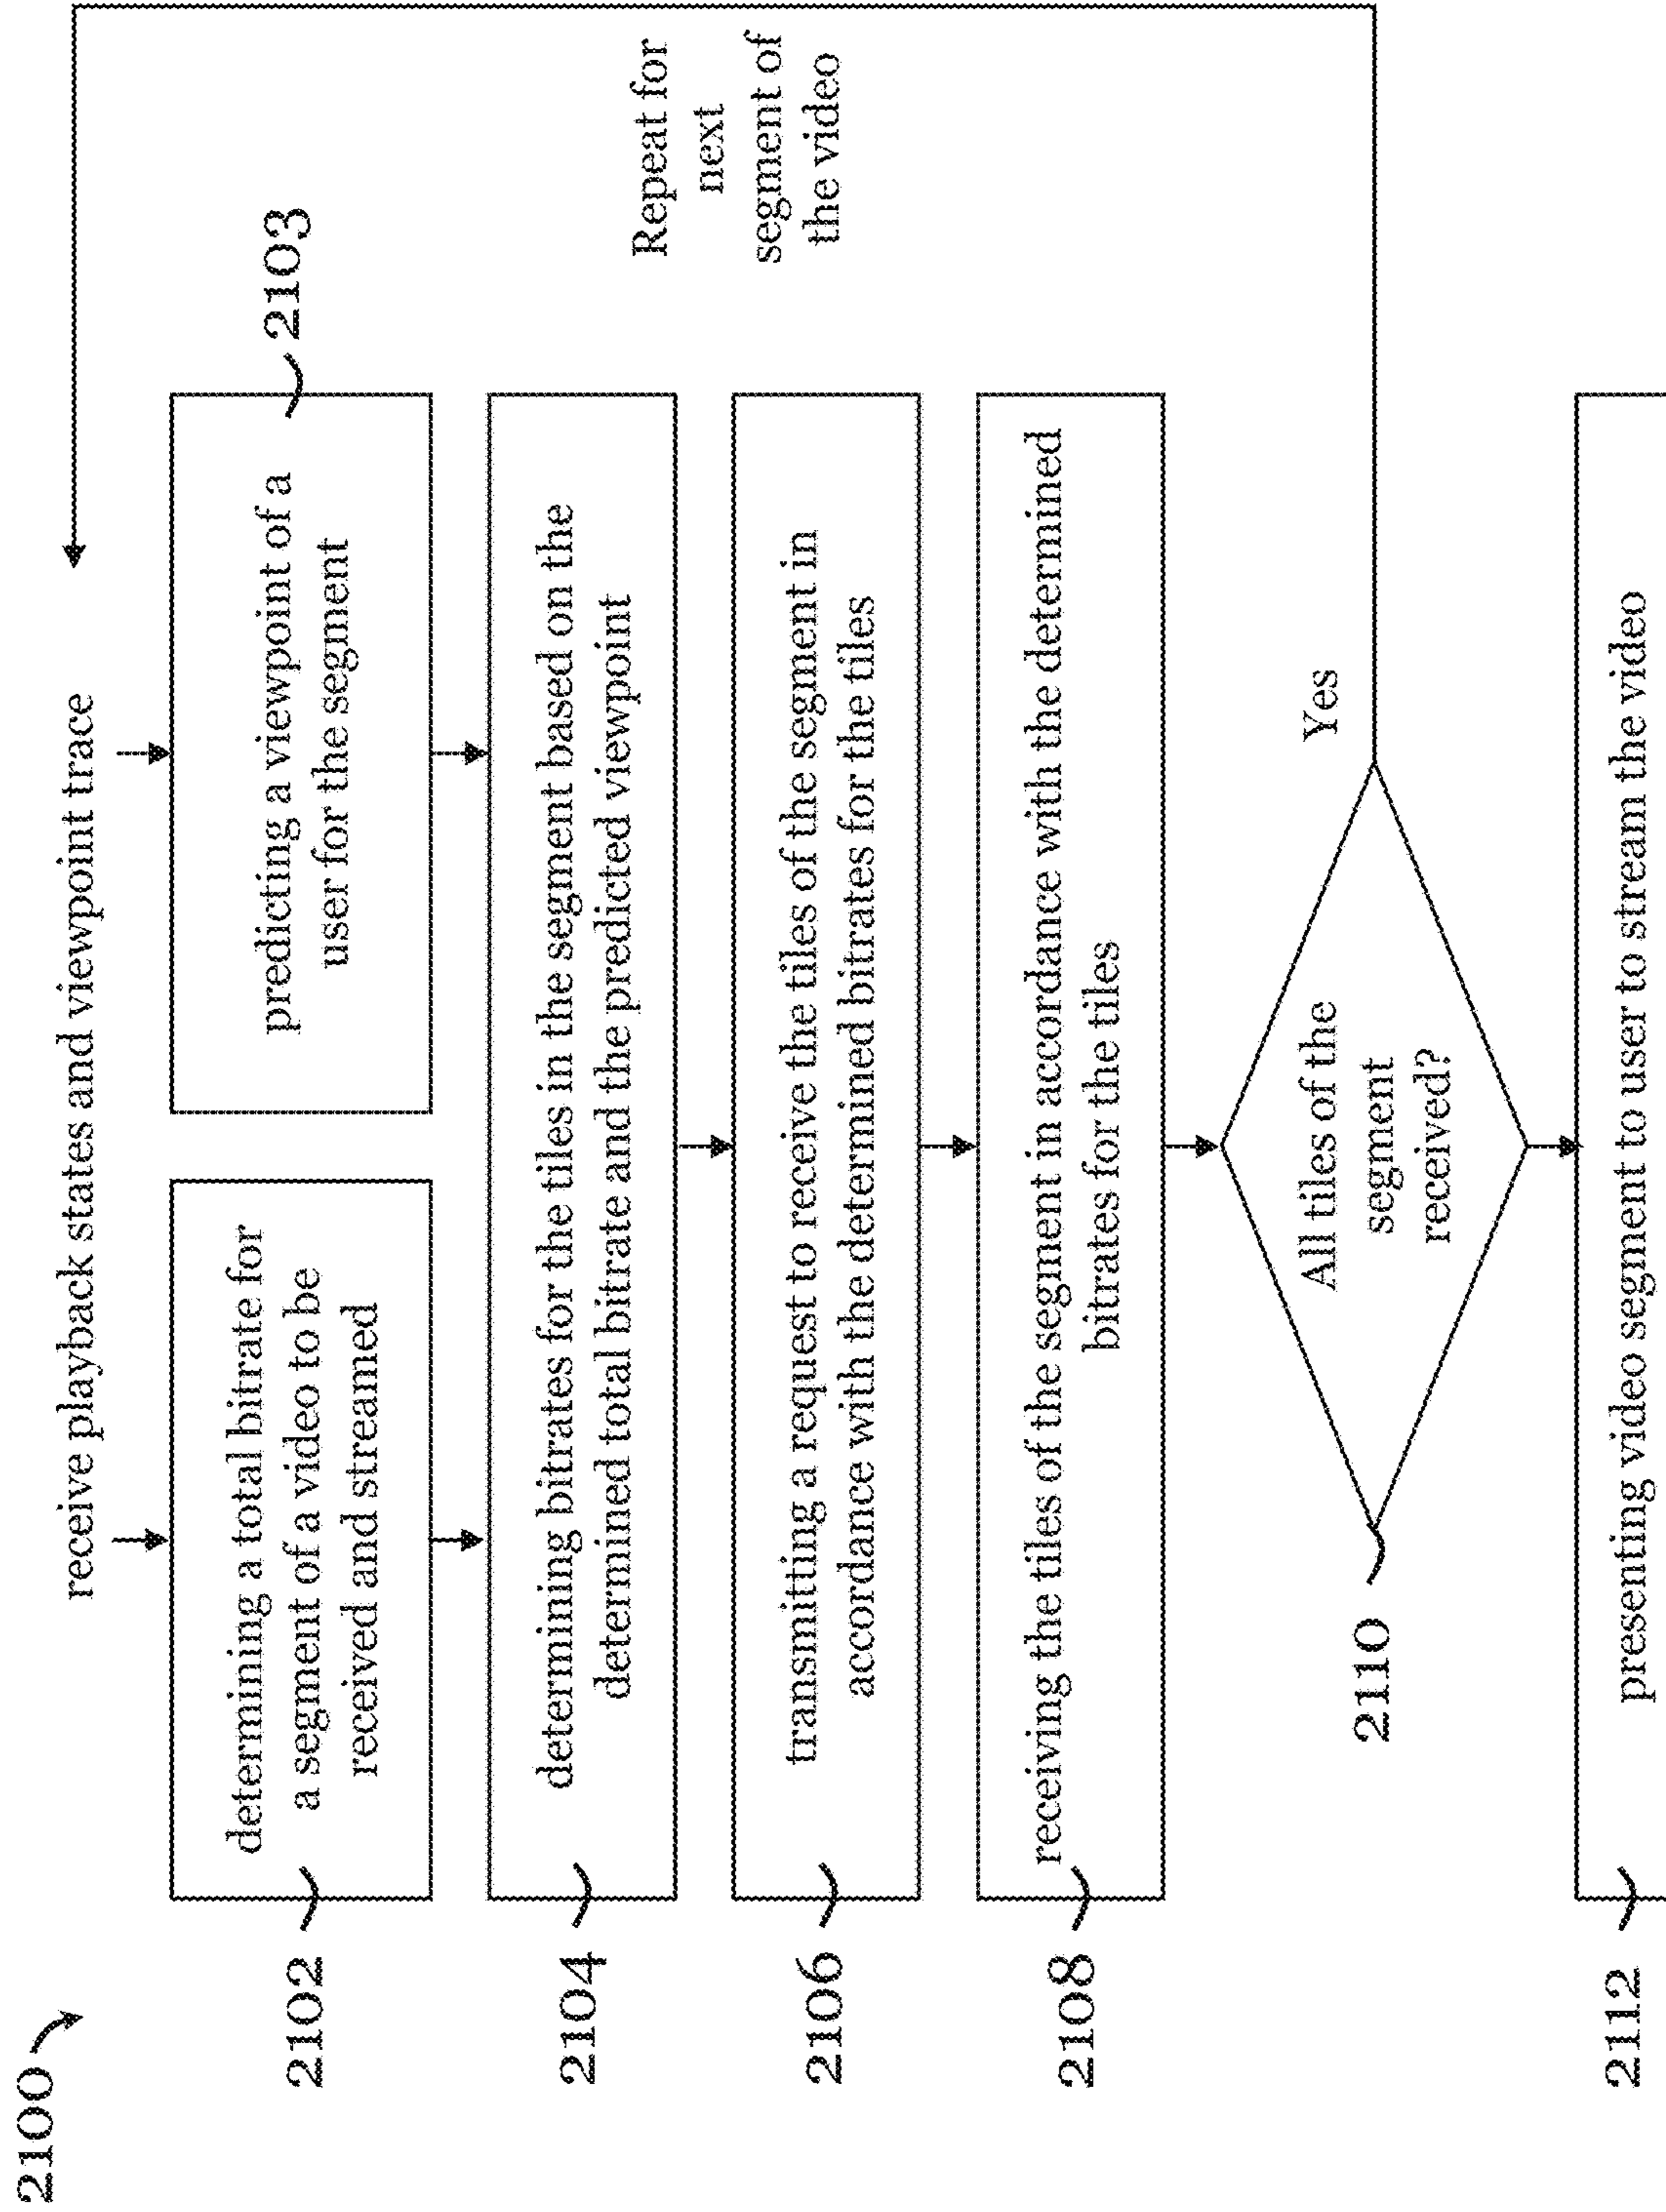 2100
receive playback states and viewpoint trace
2102
determining a total bitrate for
a segment of a video to be
received and streamed
predicting a viewpoint of a
user for the segment
2103
2104
determining bitrates for the tiles in the segment based on the
determined total bitrate and the predicted viewpoint
2106
transmitting a request to receive the tiles of the segment in
accordance with the determined bitrates for the tiles
2108
receiving the tiles of the segment in accordance with the determined
bitrates for the tiles
Repeat for
next
segment of
the video
2110
All tiles of the
segment
received?
Yes
2112
presenting video segment to user to stream the video